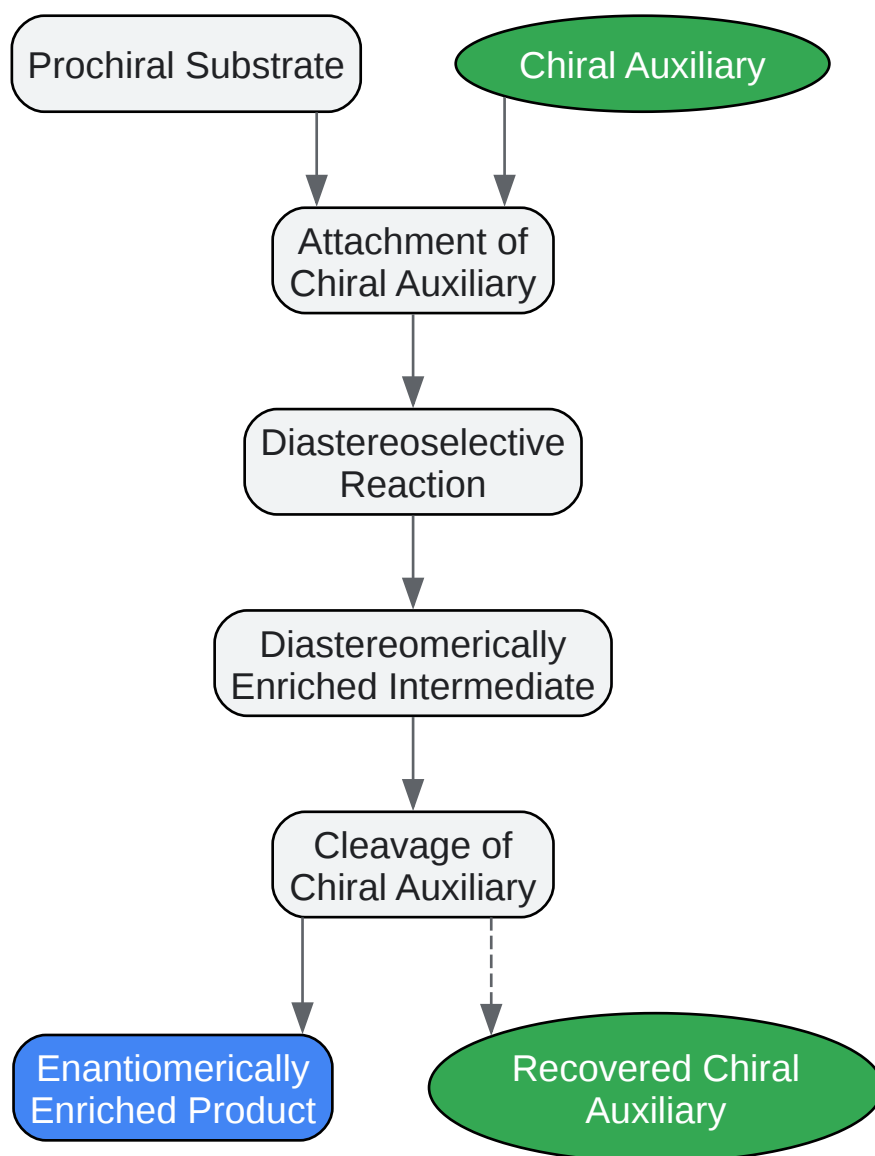 Prochiral Substrate
Chiral Auxiliary
Attachment of
Chiral Auxiliary
Diastereoselective
Reaction
Diastereomerically
Enriched Intermediate
Cleavage of
Chiral Auxiliary
Enantiomerically
Enriched Product
Recovered Chiral
Auxiliary